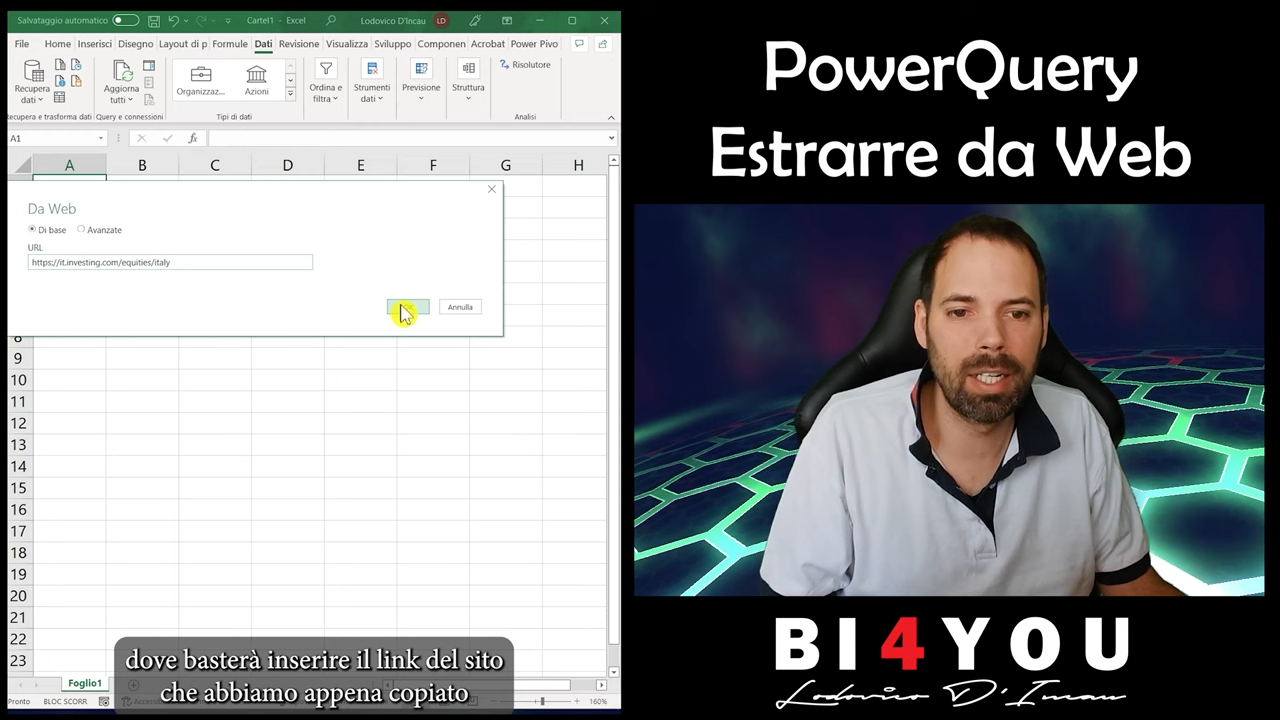 Salvataggio automatico
Cartel1 - Excel
Lodovico D'Incau
LD
File Home Inserisci Disegno Layout di p Formule Dati Revisione Visualizza Sviluppo Componen Acrobat Power Pivo
Recupera dati
Aggiorna tutti
Organizzaz...
Azioni
Ordina e filtra
Strumenti dati
Previsione
Struttura
Risolutore
Recupera e trasforma dati
Query e connessioni
Tipi di dati
Analisi
A1
fx
A B C D E F G H
Da Web
Di base Avanzate
URL
https://it.investing.com/equities/italy
Annulla
8
9
10
11
12
13
14
15
16
17
18
19
20
21
22
23
dove basterà inserire il link del sito
che abbiamo appena copiato
Foglio1
Pronto
BLOC SCORR
160%
PowerQuery
Estrarre da Web
BI4YOU
Lodovico D'Incau